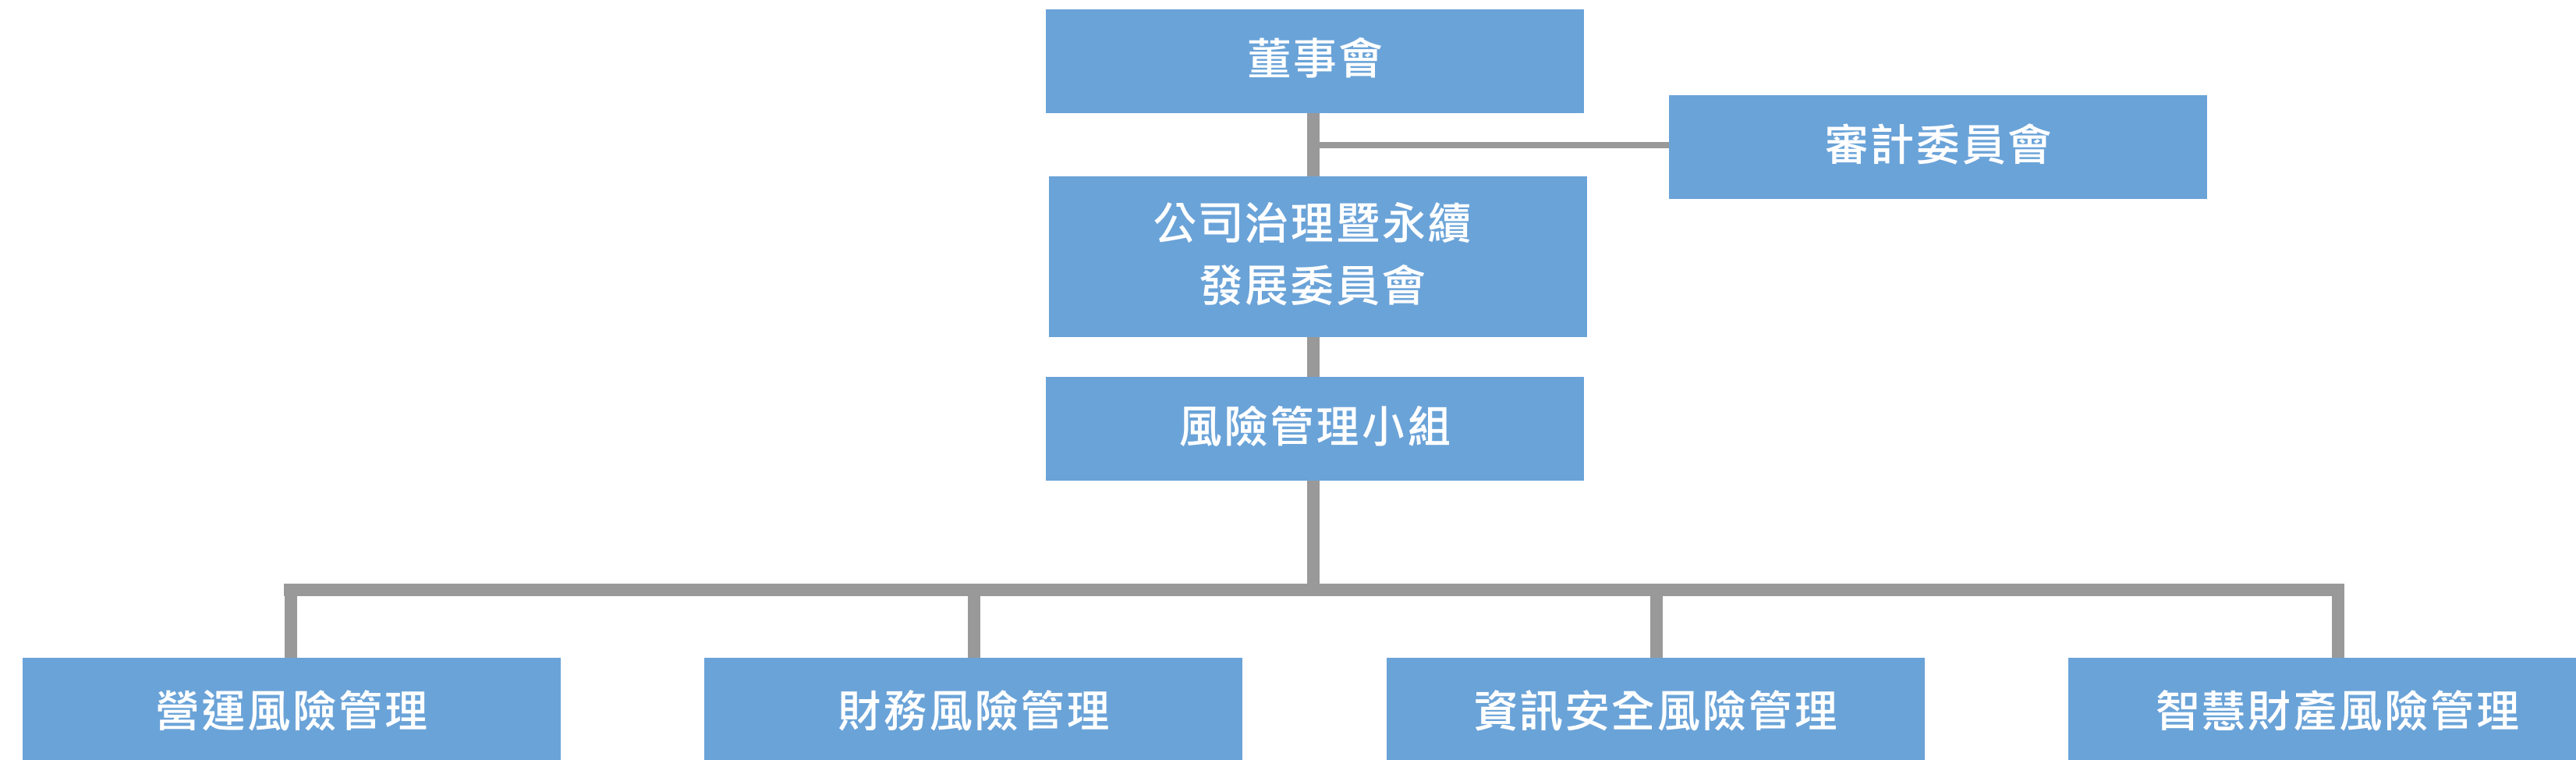 董事會
審計委員會
公司治理暨永續
發展委員會
風險管理小組
營運風險管理
財務風險管理
資訊安全風險管理
智慧財產風險管理